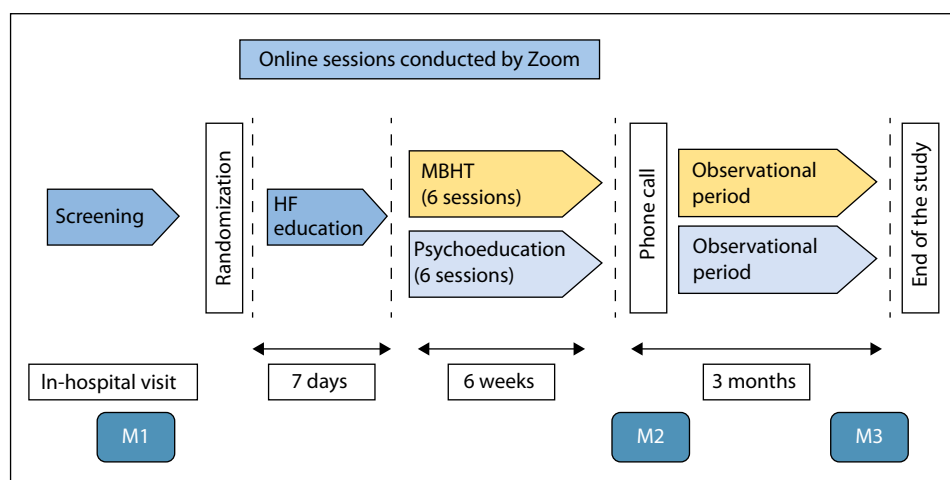 Online sessions conducted by Zoom
Screening
Randomization
HF
education
MBHT
(6 sessions)
Psychoeducation
(6 sessions)
Phone call
Observational
period
Observational
period
End of the study
In-hospital visit
7 days
6 weeks
3 months
M1
M2
M3